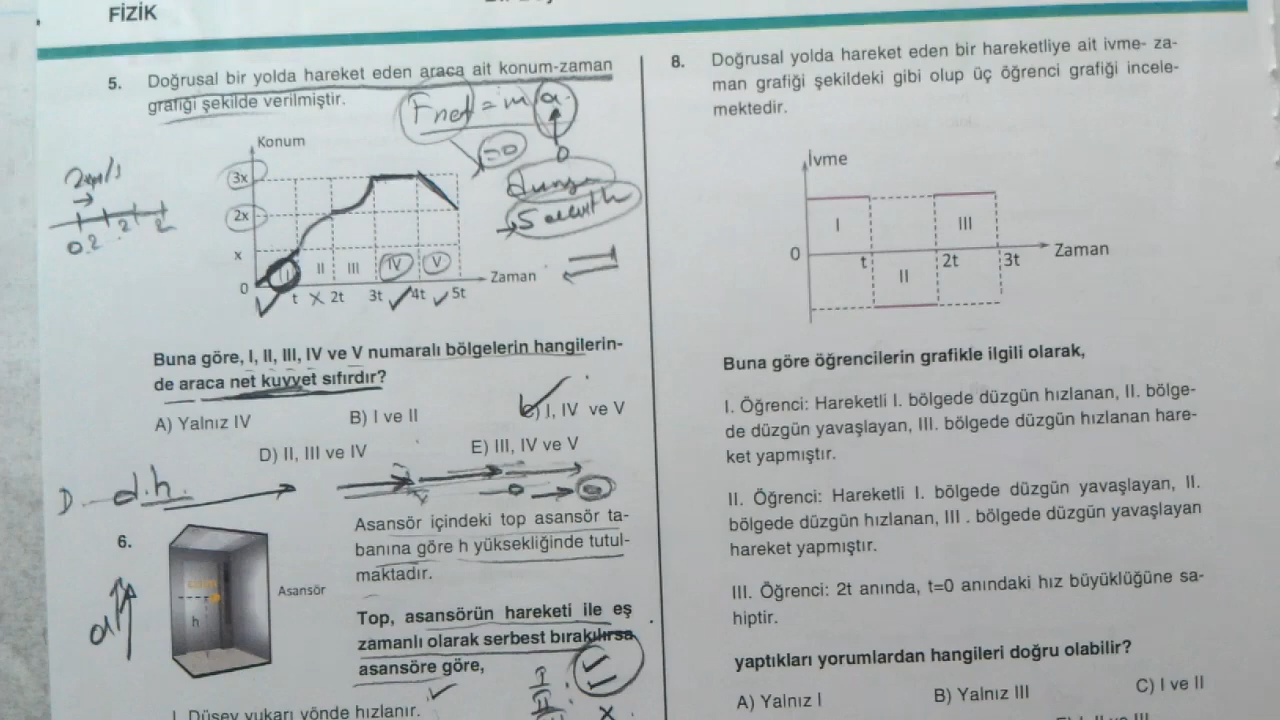 FİZİK
5. Doğrusal bir yolda hareket eden araca ait konum-zaman
grafiği şekilde verilmiştir.
Fnet = m a
=0
0
2m/s
0 2 2 2
Konum
3x
2x
x
0
II III IV V
Zaman
t x 2t 3t 4t 5t
Buna göre, I, II, III, IV ve V numaralı bölgelerin hangilerin-
de araca net kuvvet sıfırdır?
A) Yalnız IV B) I ve II C) I, IV ve V
D) II, III ve IV E) III, IV ve V
D d.h.
6.
a
h
Asansör
Asansör içindeki top asansör ta-
banına göre h yüksekliğinde tutul-
maktadır.
Top, asansörün hareketi ile eş
zamanlı olarak serbest bırakılırsa
asansöre göre,
I. Düşey yukarı yönde hızlanır.
I
II
x
8. Doğrusal yolda hareket eden bir hareketliye ait ivme- za-
man grafiği şekildeki gibi olup üç öğrenci grafiği incele-
mektedir.
İvme
I III
0 t 2t 3t Zaman
II
Buna göre öğrencilerin grafikle ilgili olarak,
I. Öğrenci: Hareketli I. bölgede düzgün hızlanan, II. bölge-
de düzgün yavaşlayan, III. bölgede düzgün hızlanan hare-
ket yapmıştır.
II. Öğrenci: Hareketli I. bölgede düzgün yavaşlayan, II.
bölgede düzgün hızlanan, III . bölgede düzgün yavaşlayan
hareket yapmıştır.
III. Öğrenci: 2t anında, t=0 anındaki hız büyüklüğüne sa-
hiptir.
yaptıkları yorumlardan hangileri doğru olabilir?
A) Yalnız I B) Yalnız III C) I ve II